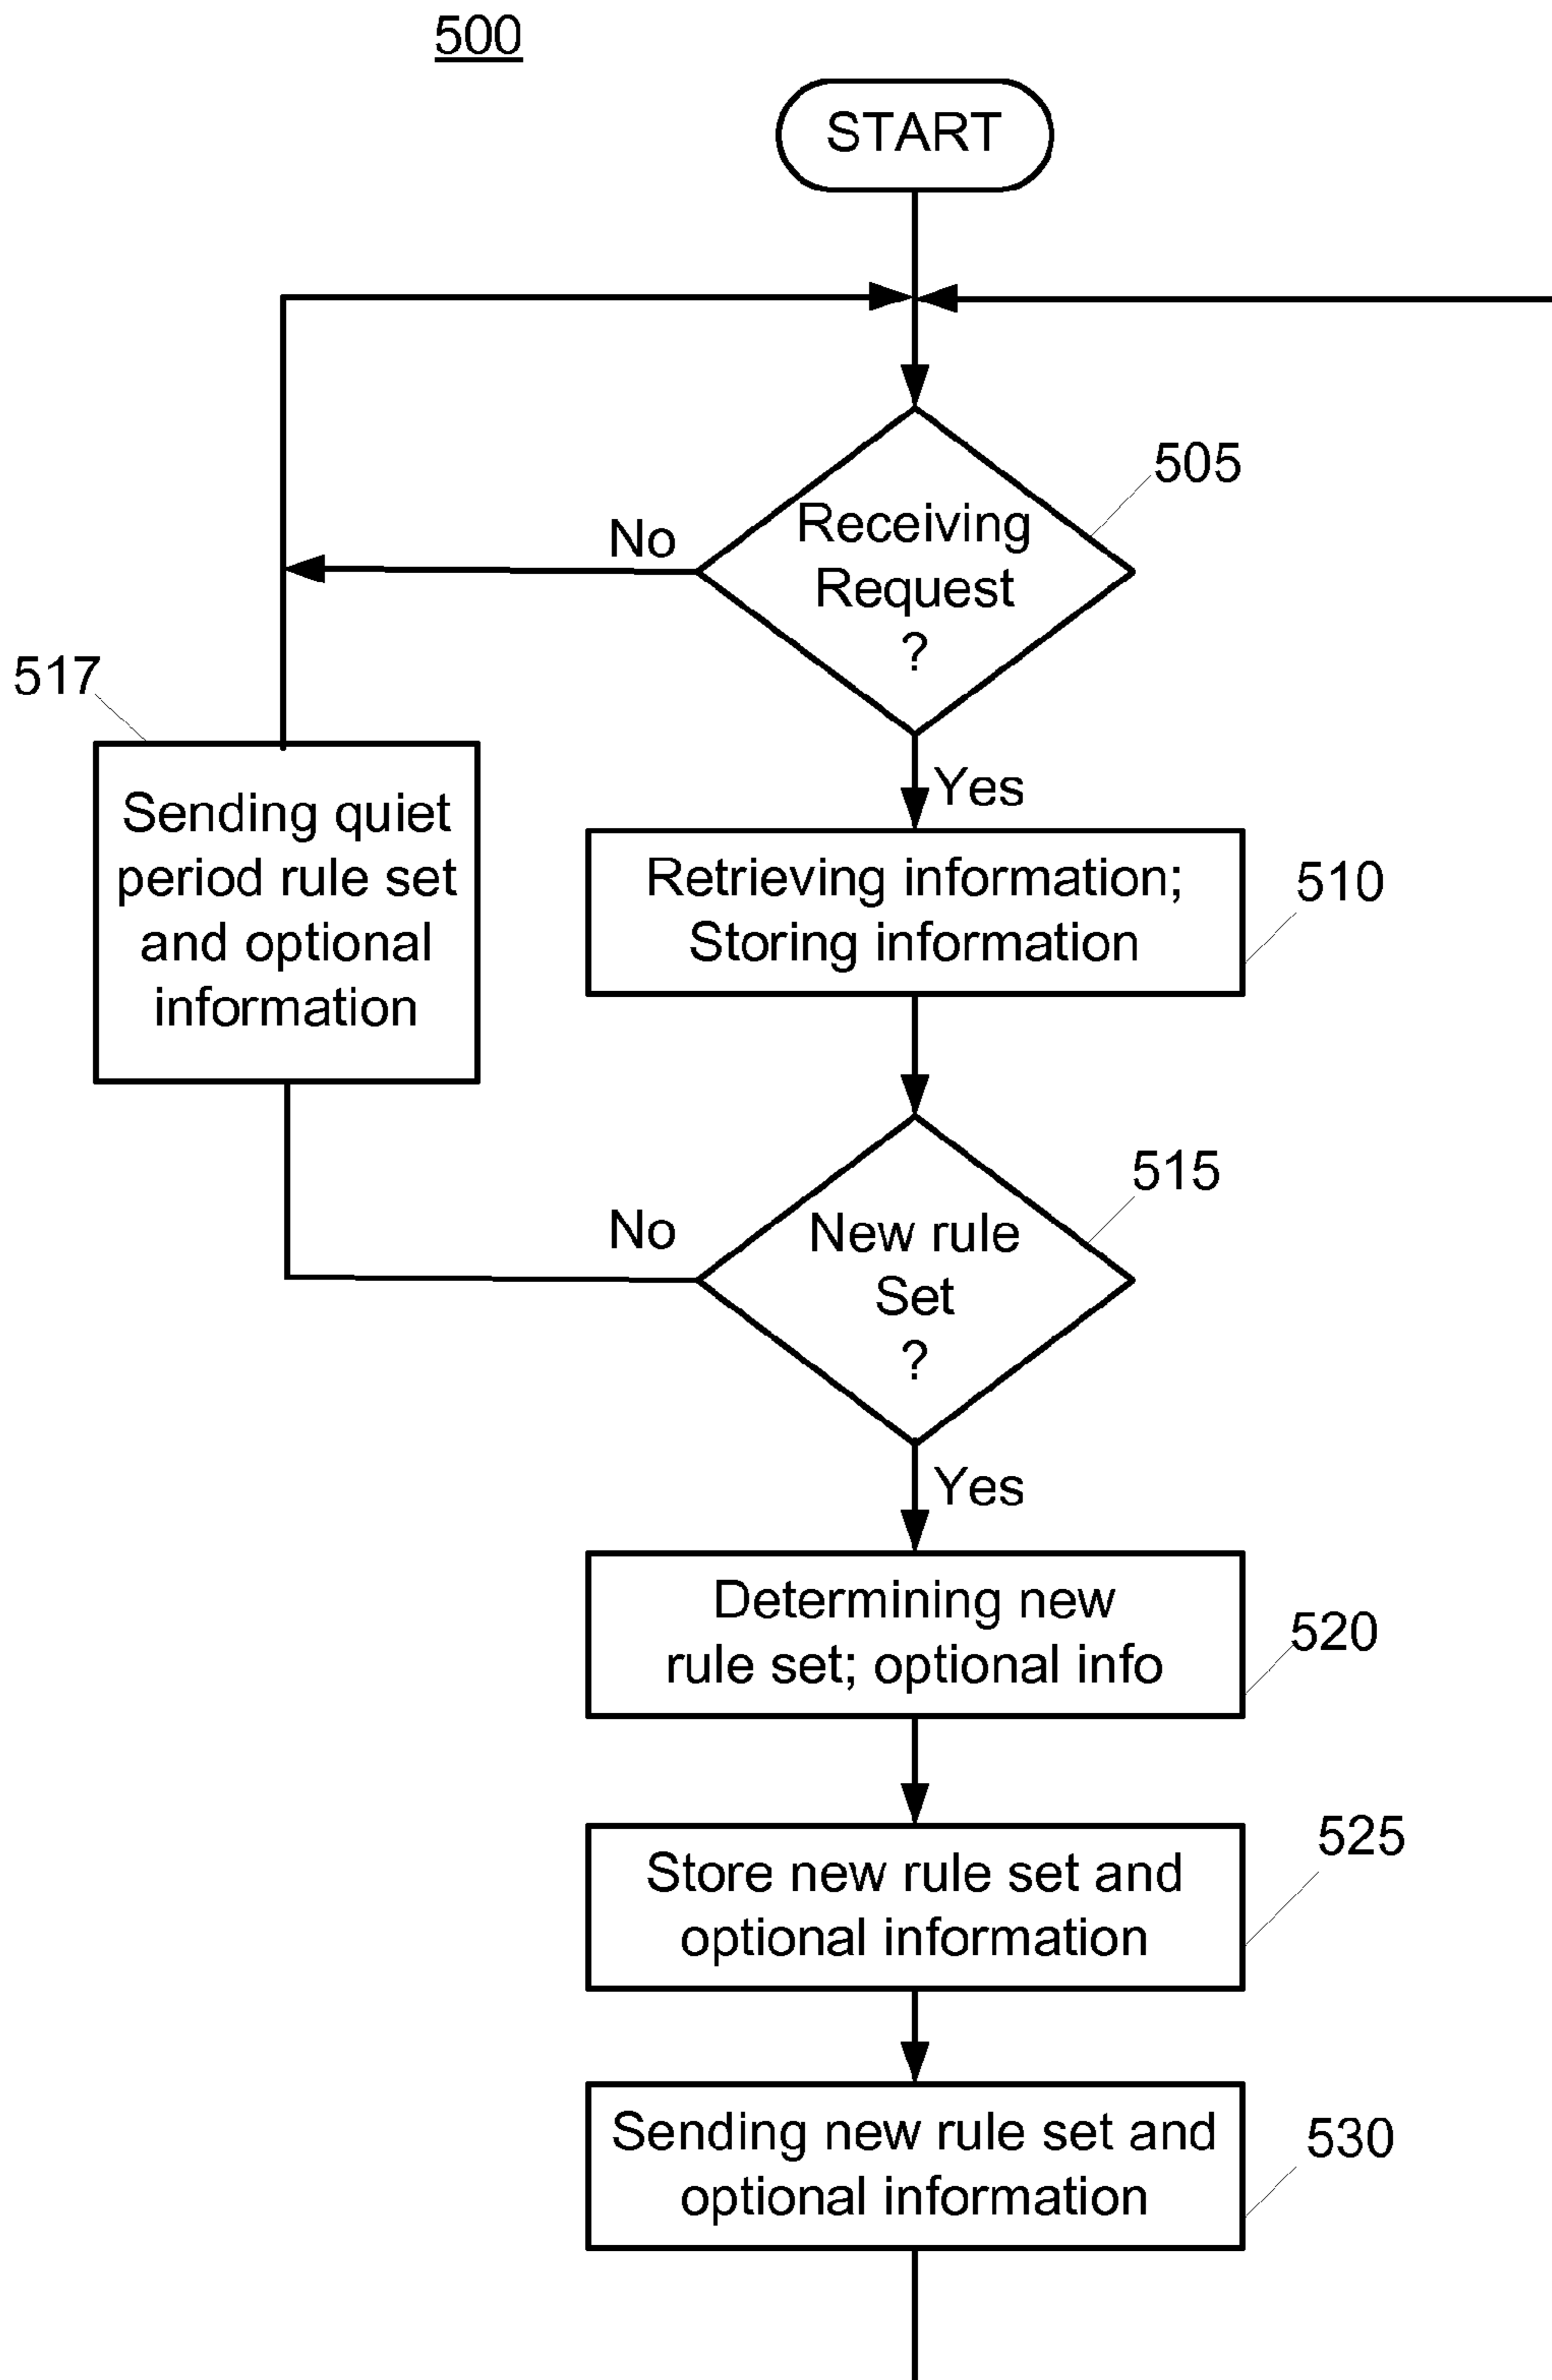 500
START
505
Receiving
Request
?
No
Yes
517
Sending quiet
period rule set
and optional
information
Retrieving information;
Storing information
510
515
New rule
Set
?
No
Yes
Determining new
rule set; optional info
520
Store new rule set and
optional information
525
Sending new rule set and
optional information
530